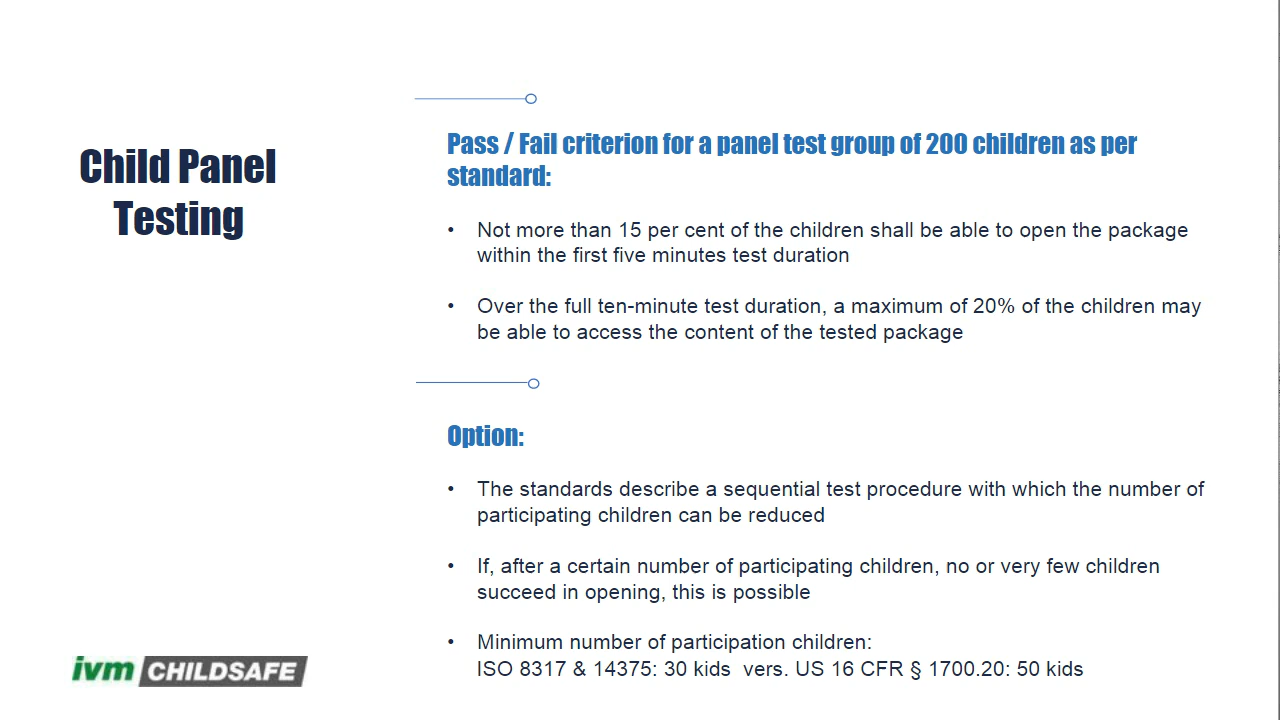 Child Panel
Testing
Pass / Fail criterion for a panel test group of 200 children as per
standard:
• Not more than 15 per cent of the children shall be able to open the package
within the first five minutes test duration
• Over the full ten-minute test duration, a maximum of 20% of the children may
be able to access the content of the tested package
Option:
• The standards describe a sequential test procedure with which the number of
participating children can be reduced
• If, after a certain number of participating children, no or very few children
succeed in opening, this is possible
• Minimum number of participation children:
ISO 8317 & 14375: 30 kids  vers. US 16 CFR § 1700.20: 50 kids
ivm CHILDSAFE